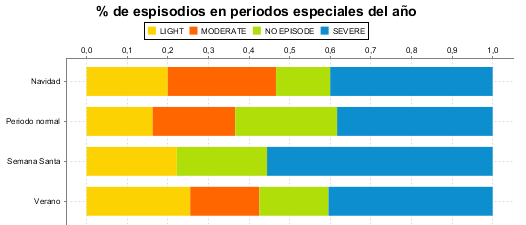 % de espisodios en periodos especiales del año
LIGHT MODERATE NO EPISODE SEVERE
0,0 0,1 0,2 0,3 0,4 0,5 0,6 0,7 0,8 0,9 1,0
Navidad
Periodo normal
Semana Santa
Verano